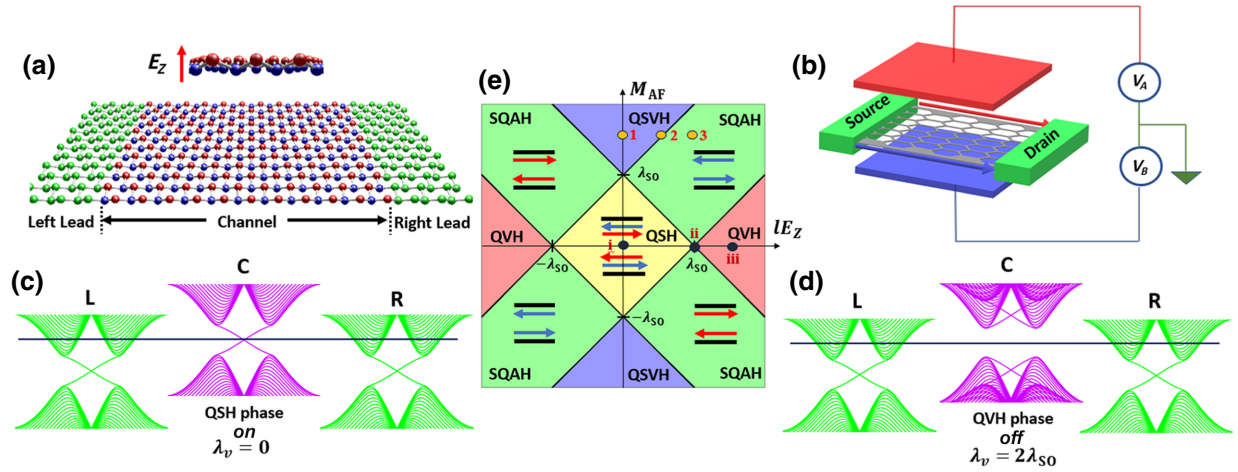 (a)
E_Z
Left Lead
Channel
Right Lead
(e)
M_AF
SQAH
QSVH
SQAH
1
2
3
λ_SO
QVH
i
QSH
ii
QVH
lE_Z
−λ_SO
λ_SO
iii
−λ_SO
SQAH
QSVH
SQAH
(b)
Source
Drain
V_A
V_B
(c)
L
C
R
QSH phase
on
λ_v = 0
(d)
L
C
R
QVH phase
off
λ_v = 2λ_SO